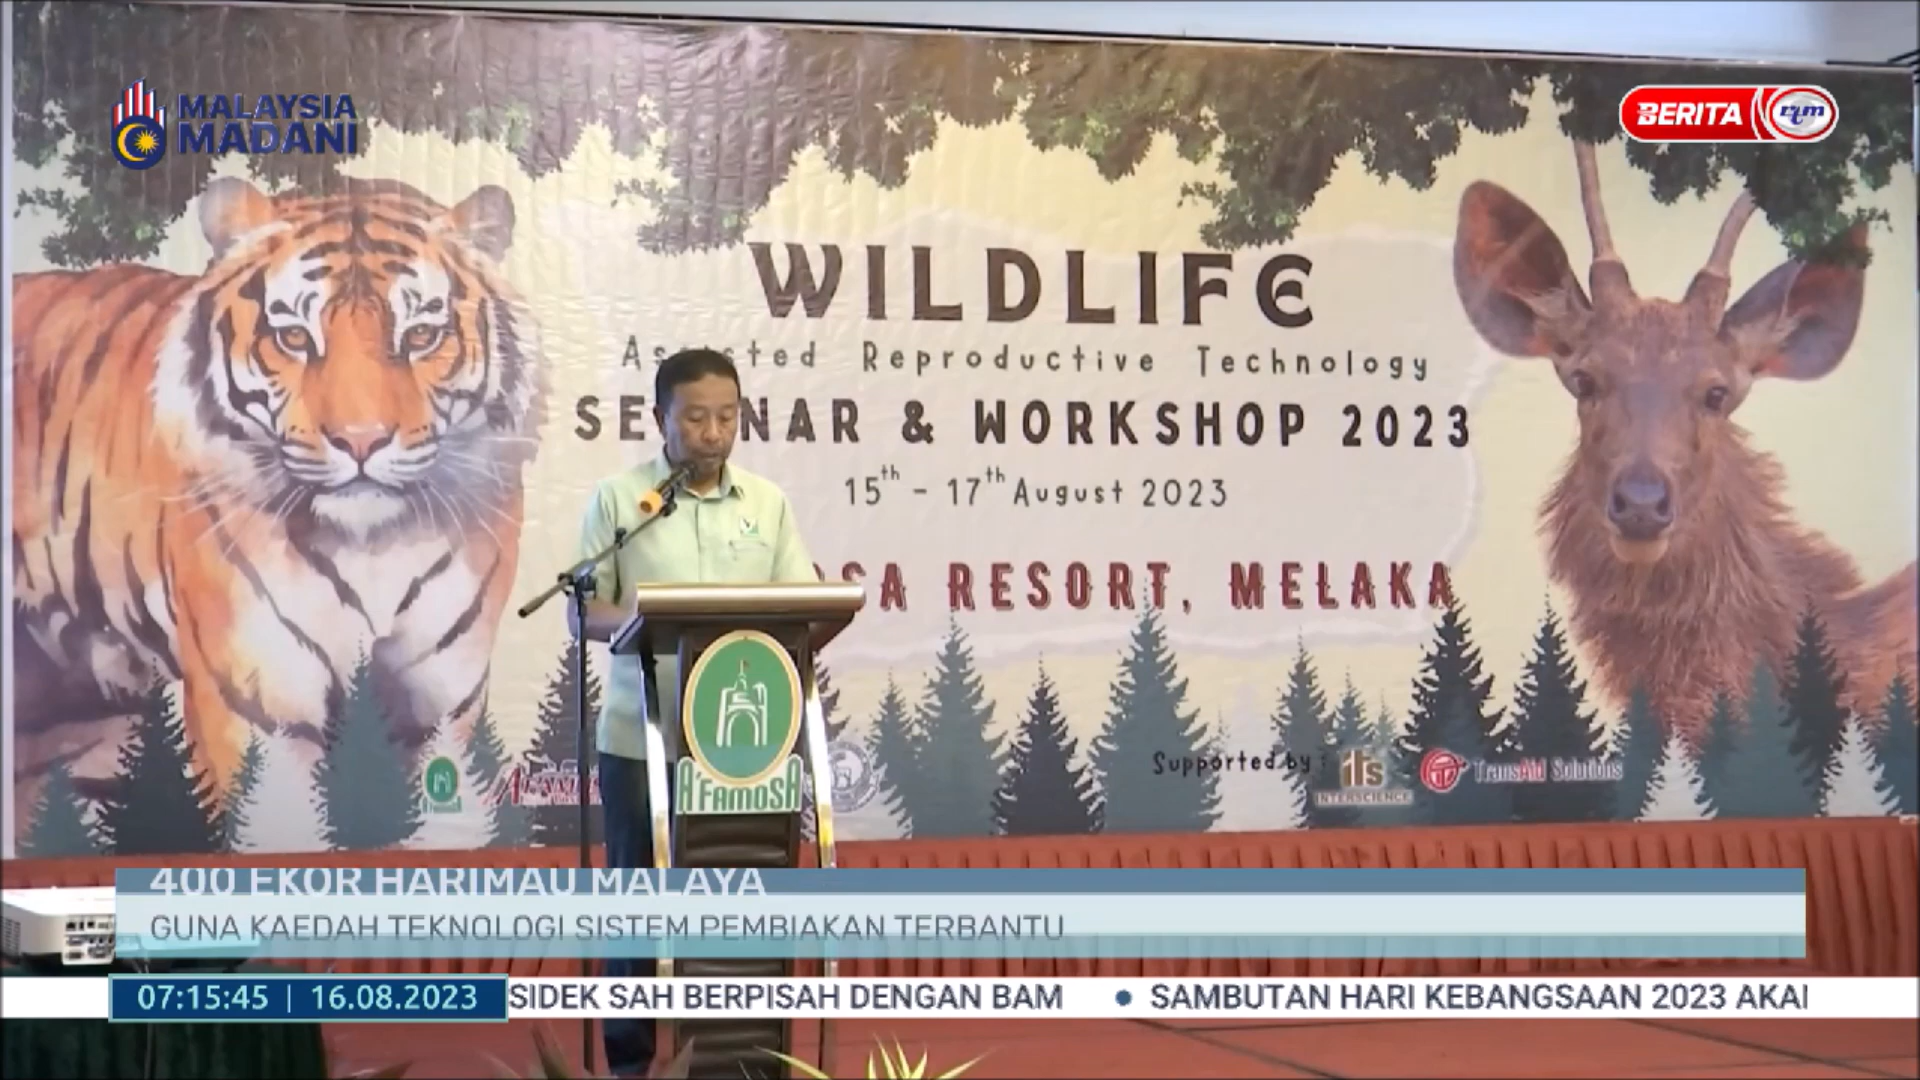 MALAYSIA
MADANI
BERITA rtm
WILDLIFE
Reproductive Technology
& WORKSHOP 2023
15th - 17th August 2023
RESORT, MELAKA
Supported by :
its
INTERSCIENCE
TransAid Solutions
A'FAMOSA
400 EKOR HARIMAU MALAYA
GUNA KAEDAH TEKNOLOGI SISTEM PEMBIAKAN TERBANTU
07:15:45 | 16.08.2023
SIDEK SAH BERPISAH DENGAN BAM • SAMBUTAN HARI KEBANGSAAN 2023